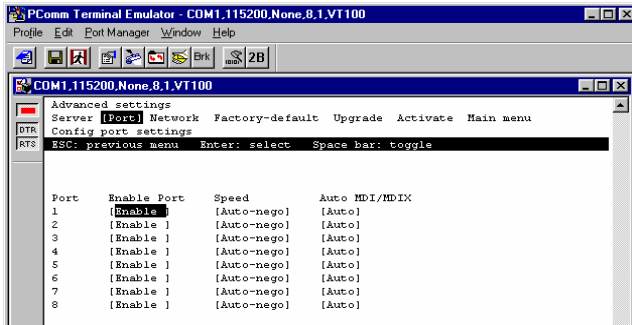 PComm Terminal Emulator - COM1,115200,None,8,1,VT100
Profile Edit Port Manager Window Help
Brk 2B
COM1,115200,None,8,1,VT100
Advanced settings
Server [Port] Network Factory-default Upgrade Activate Main menu
DTR Config port settings
RTS ESC: previous menu Enter: select Space bar: toggle
Port Enable Port Speed Auto MDI/MDIX
1 [Enable ] [Auto-nego] [Auto]
2 [Enable ] [Auto-nego] [Auto]
3 [Enable ] [Auto-nego] [Auto]
4 [Enable ] [Auto-nego] [Auto]
5 [Enable ] [Auto-nego] [Auto]
6 [Enable ] [Auto-nego] [Auto]
7 [Enable ] [Auto-nego] [Auto]
8 [Enable ] [Auto-nego] [Auto]